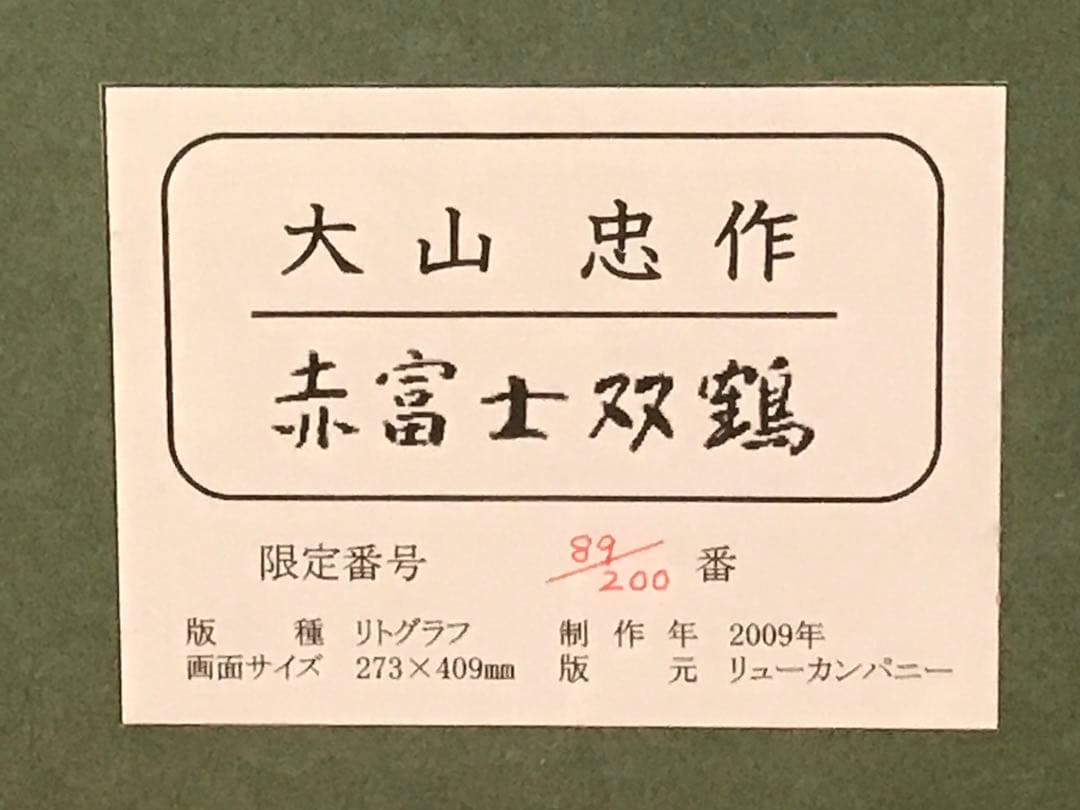 大山 忠作
赤富士双鶴
限定番号 89/200 番
版種 リトグラフ 制作年 2009年
画面サイズ 273×409㎜ 版元 リューカンパニー